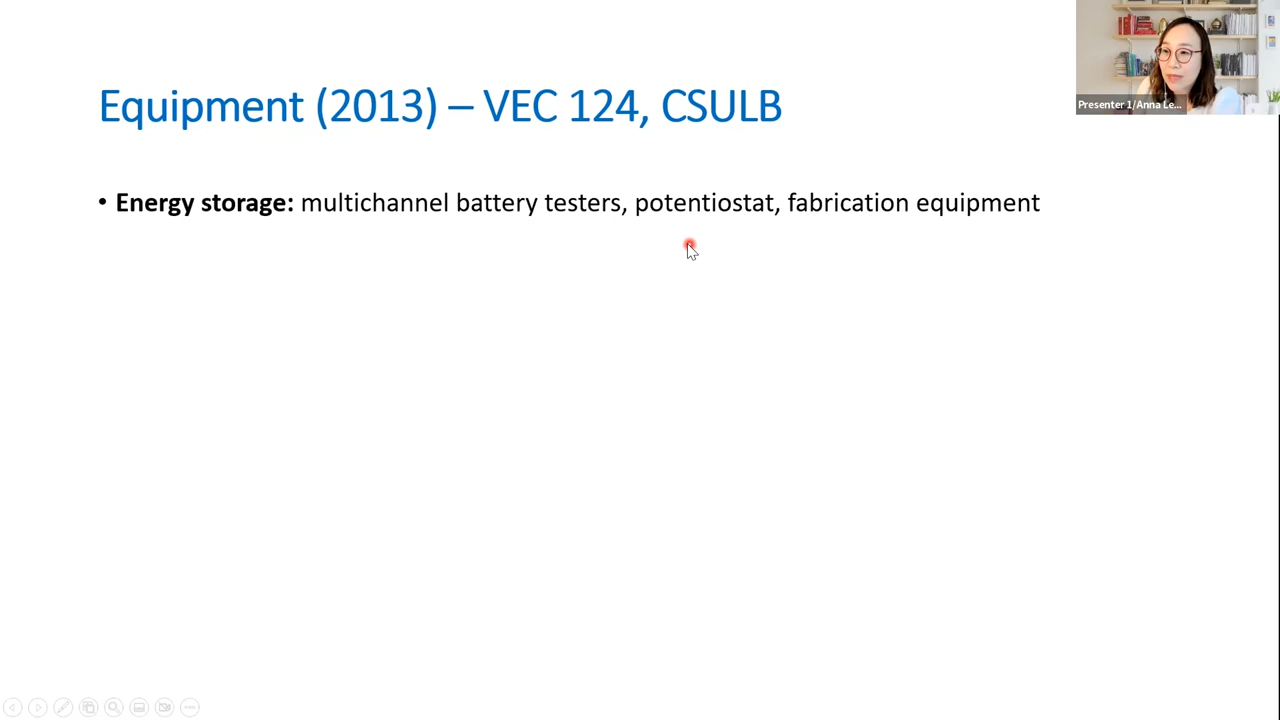 Equipment (2013) – VEC 124, CSULB
Presenter 1/Anna Le...
• Energy storage: multichannel battery testers, potentiostat, fabrication equipment